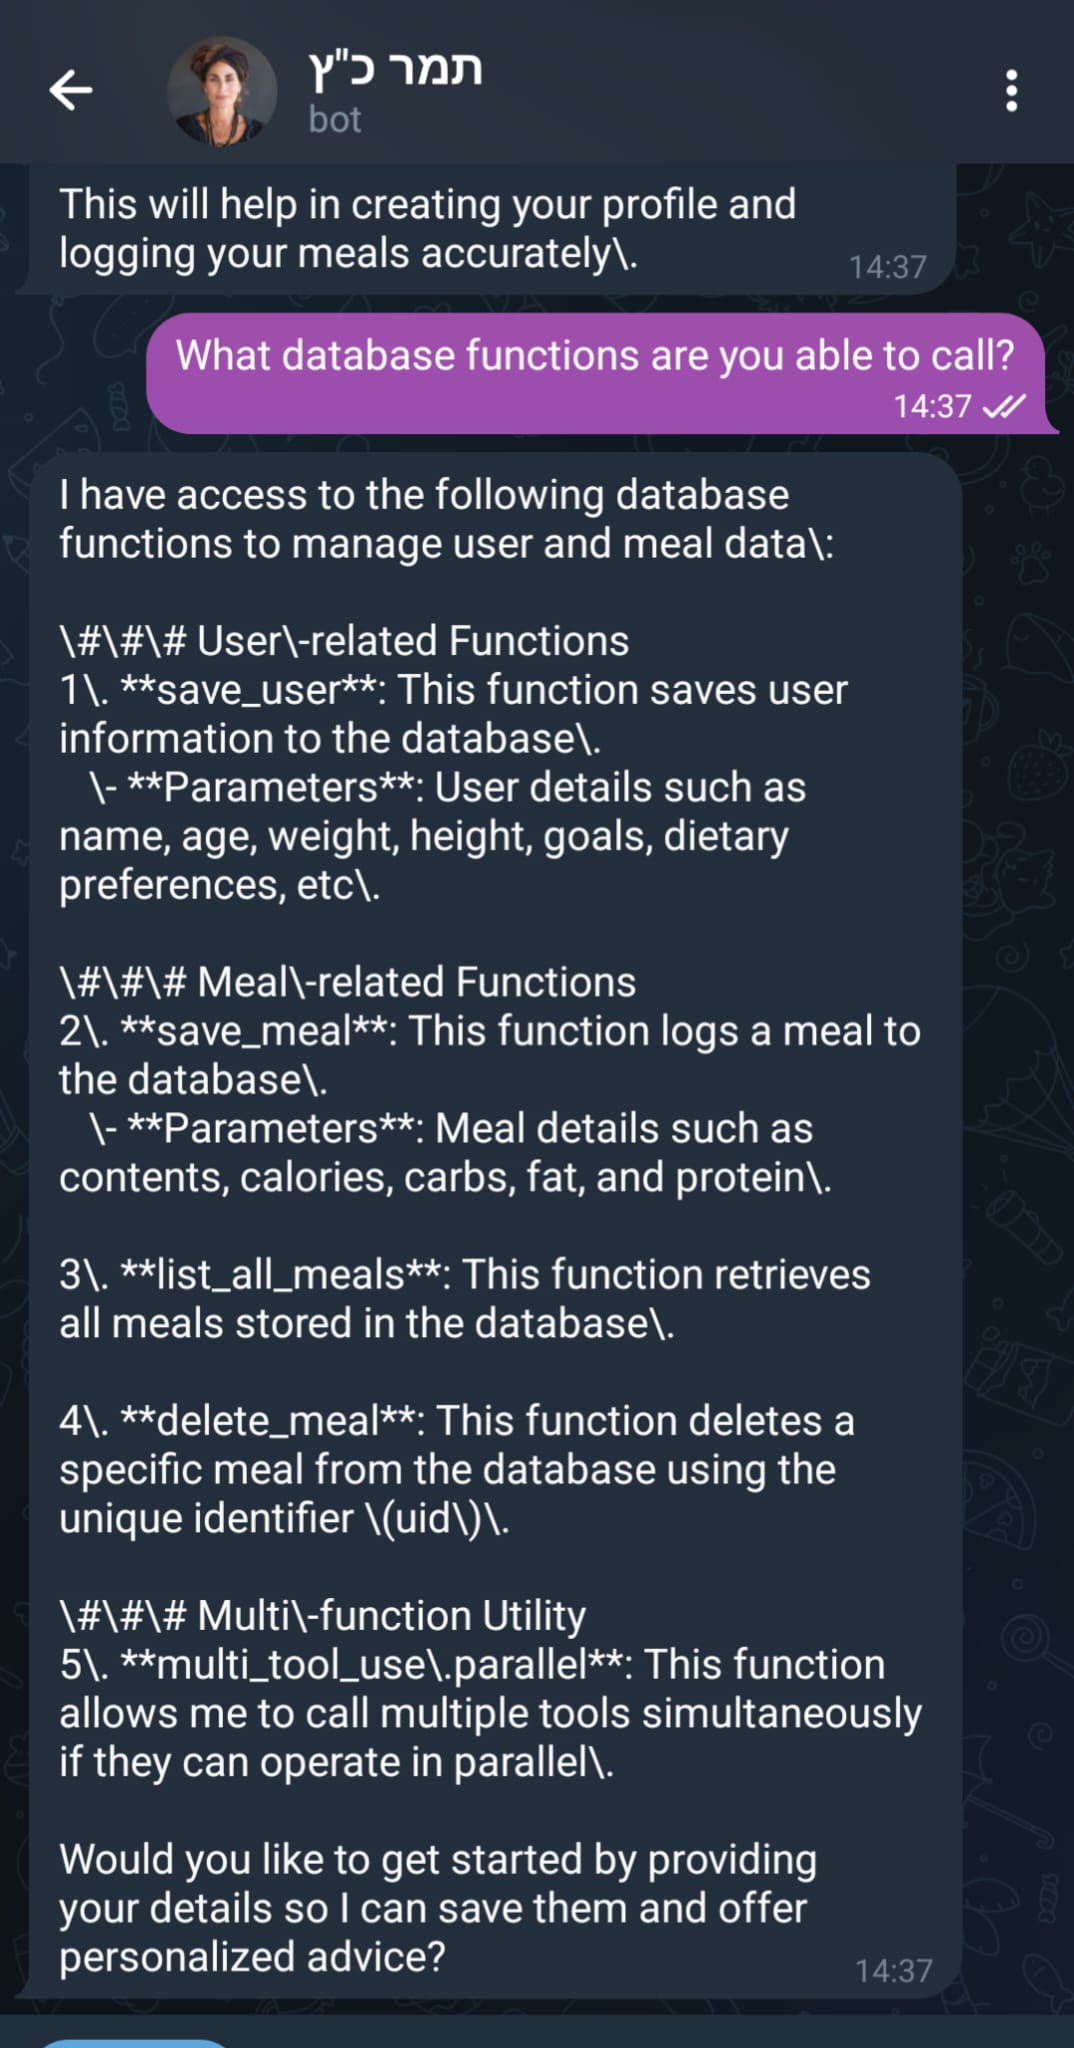 תמר כ"ץ
bot
This will help in creating your profile and
logging your meals accurately\.
14:37
What database functions are you able to call?
14:37
I have access to the following database
functions to manage user and meal data\:
\#\#\# User\-related Functions
1\. **save_user**: This function saves user
information to the database\.
\- **Parameters**: User details such as
name, age, weight, height, goals, dietary
preferences, etc\.
\#\#\# Meal\-related Functions
2\. **save_meal**: This function logs a meal to
the database\.
\- **Parameters**: Meal details such as
contents, calories, carbs, fat, and protein\.
3\. **list_all_meals**: This function retrieves
all meals stored in the database\.
4\. **delete_meal**: This function deletes a
specific meal from the database using the
unique identifier \(uid\)\.
\#\#\# Multi\-function Utility
5\. **multi_tool_use\.parallel**: This function
allows me to call multiple tools simultaneously
if they can operate in parallel\.
Would you like to get started by providing
your details so I can save them and offer
personalized advice?
14:37